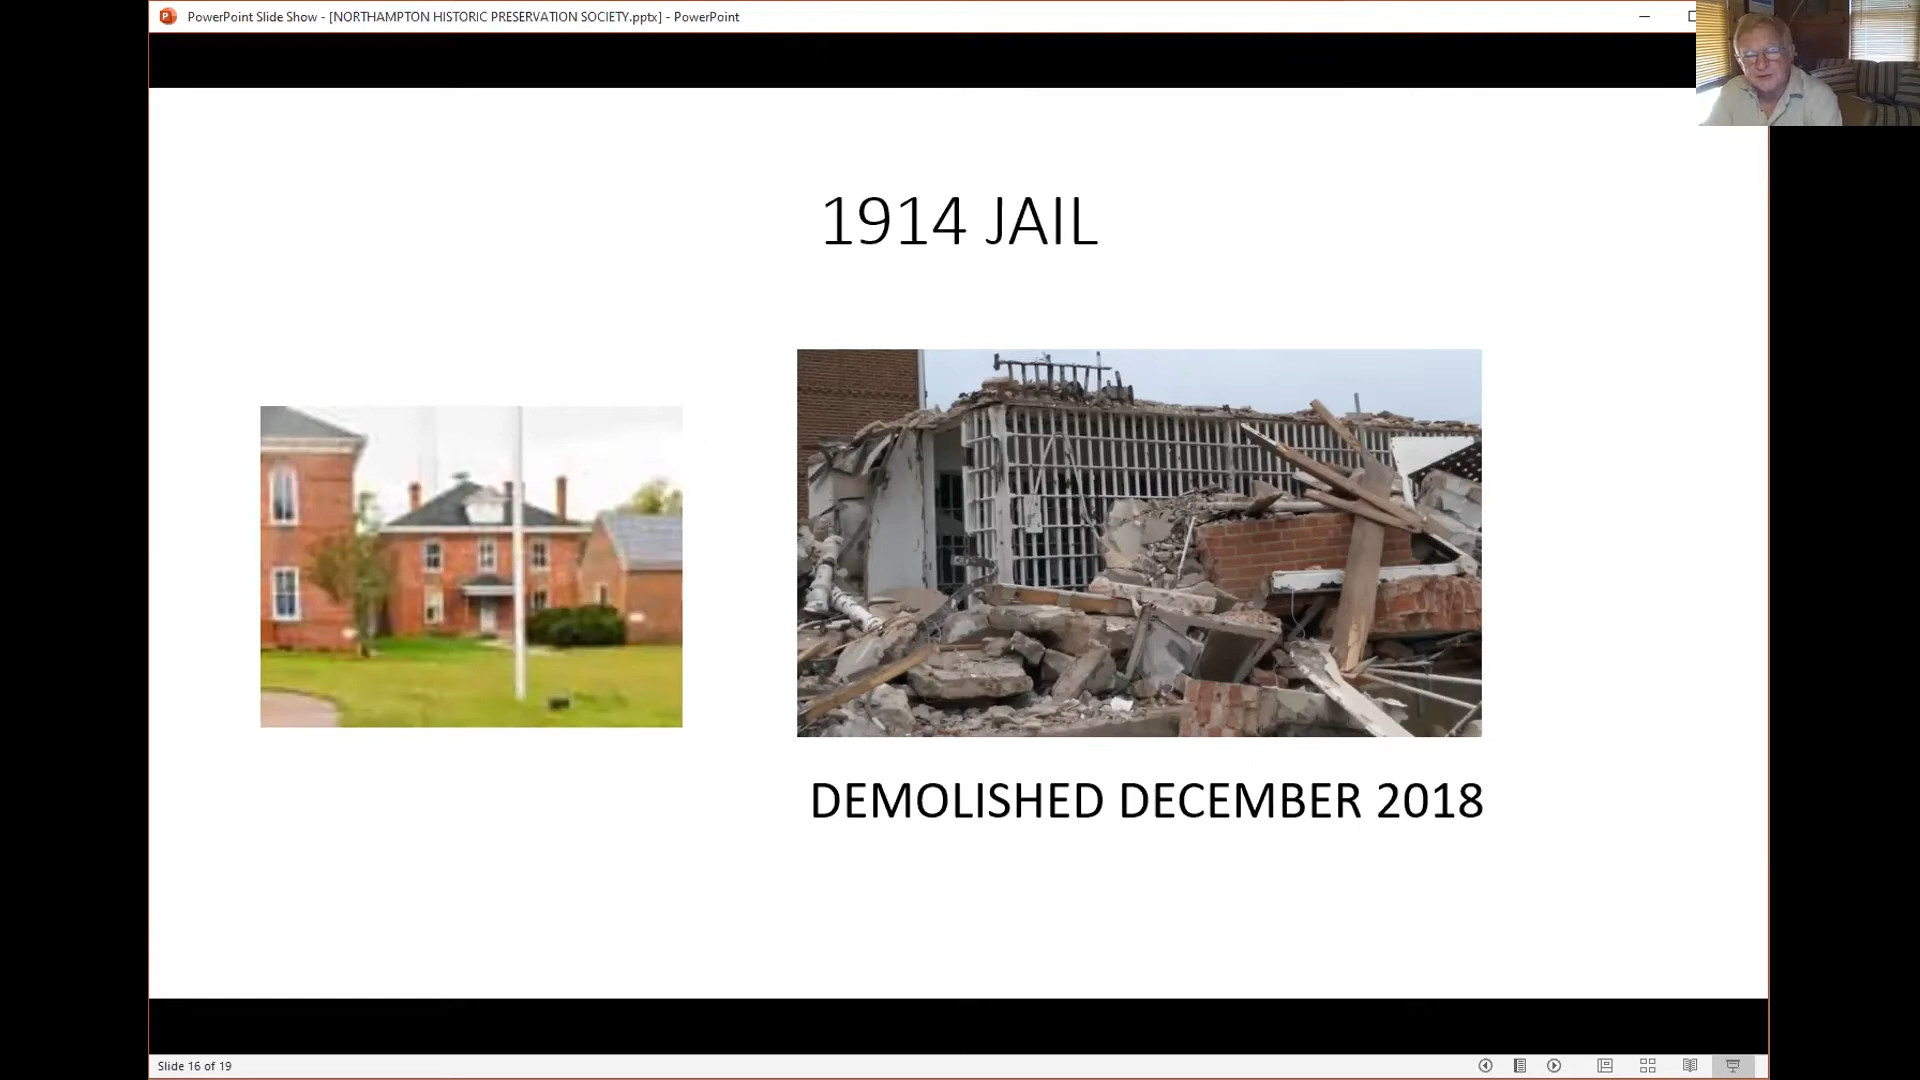 PowerPoint Slide Show - [NORTHAMPTON HISTORIC PRESERVATION SOCIETY.pptx] - PowerPoint
1914 JAIL
DEMOLISHED DECEMBER 2018
Slide 16 of 19